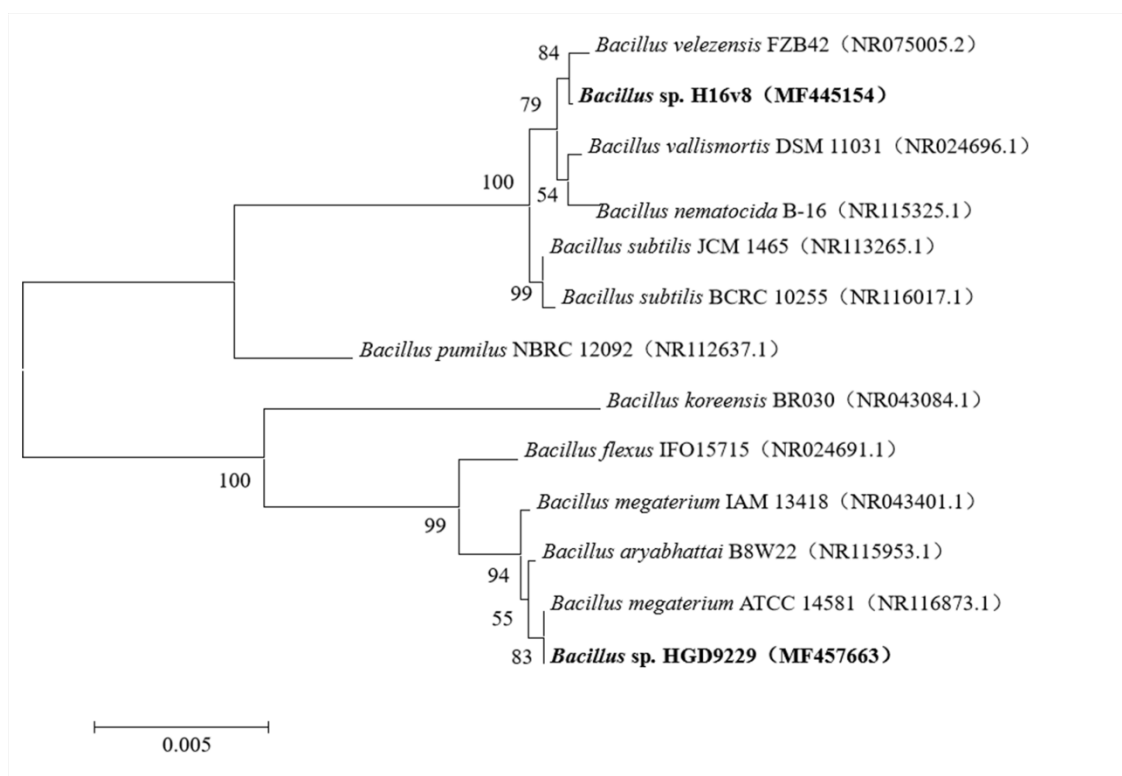 84
Bacillus velezensis FZB42（NR075005.2）
Bacillus sp. H16v8（MF445154）
79
Bacillus vallismortis DSM 11031（NR024696.1）
100
54
Bacillus nematocida B-16（NR115325.1）
Bacillus subtilis JCM 1465（NR113265.1）
99
Bacillus subtilis BCRC 10255（NR116017.1）
Bacillus pumilus NBRC 12092（NR112637.1）
Bacillus koreensis BR030（NR043084.1）
Bacillus flexus IFO15715（NR024691.1）
100
Bacillus megaterium IAM 13418（NR043401.1）
99
Bacillus aryabhattai B8W22（NR115953.1）
94
Bacillus megaterium ATCC 14581（NR116873.1）
55
83
Bacillus sp. HGD9229（MF457663）
0.005